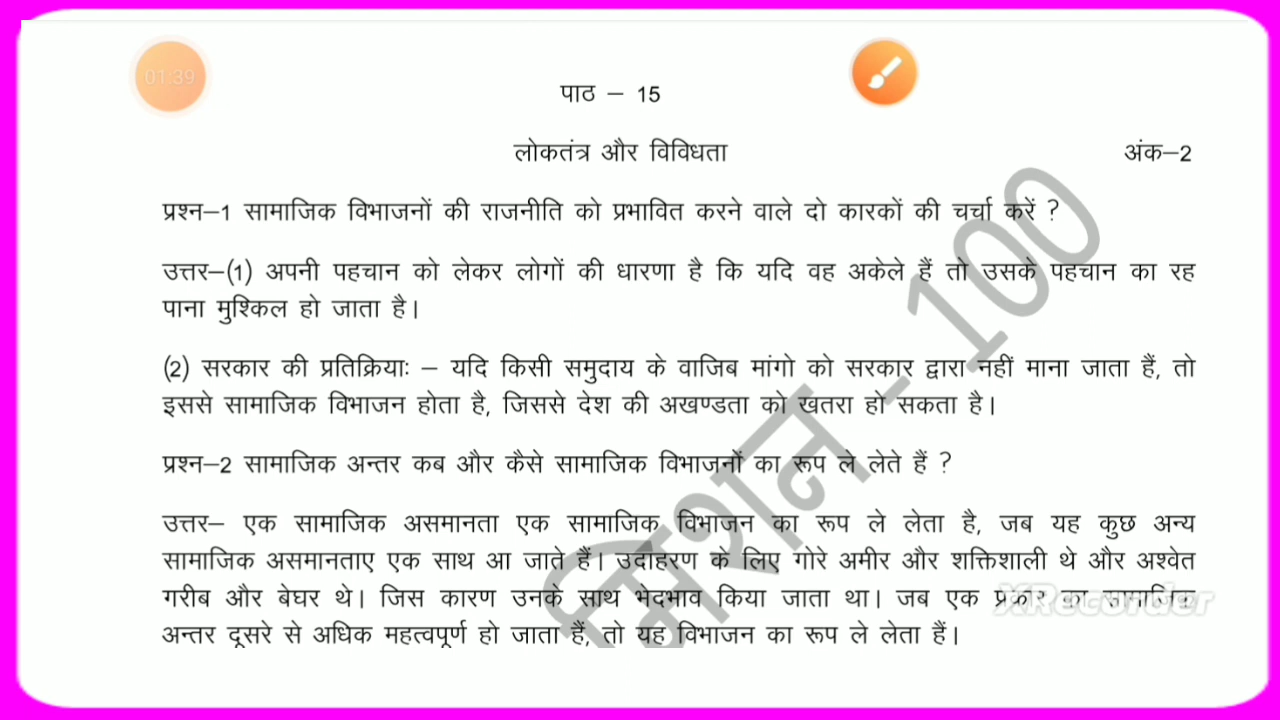 01:39
पाठ – 15
लोकतंत्र और विविधता अंक–2
प्रश्न–1 सामाजिक विभाजनों की राजनीति को प्रभावित करने वाले दो कारकों की चर्चा करें ?
उत्तर–(1) अपनी पहचान को लेकर लोगों की धारणा है कि यदि वह अकेले हैं तो उसके पहचान का रह
पाना मुश्किल हो जाता है।
(2) सरकार की प्रतिक्रियाः – यदि किसी समुदाय के वाजिब मांगो को सरकार द्वारा नहीं माना जाता हैं, तो
इससे सामाजिक विभाजन होता है, जिससे देश की अखण्डता को खतरा हो सकता है।
प्रश्न–2 सामाजिक अन्तर कब और कैसे सामाजिक विभाजनों का रूप ले लेते हैं ?
उत्तर– एक सामाजिक असमानता एक सामाजिक विभाजन का रूप ले लेता है, जब यह कुछ अन्य
सामाजिक असमानताए एक साथ आ जाते हैं। उदाहरण के लिए गोरे अमीर और शक्तिशाली थे और अश्वेत
गरीब और बेघर थे। जिस कारण उनके साथ भेदभाव किया जाता था। जब एक प्रकार का सामाजिक
अन्तर दूसरे से अधिक महत्वपूर्ण हो जाता हैं, तो यह विभाजन का रूप ले लेता हैं।
मिशन - 100
XRecorder